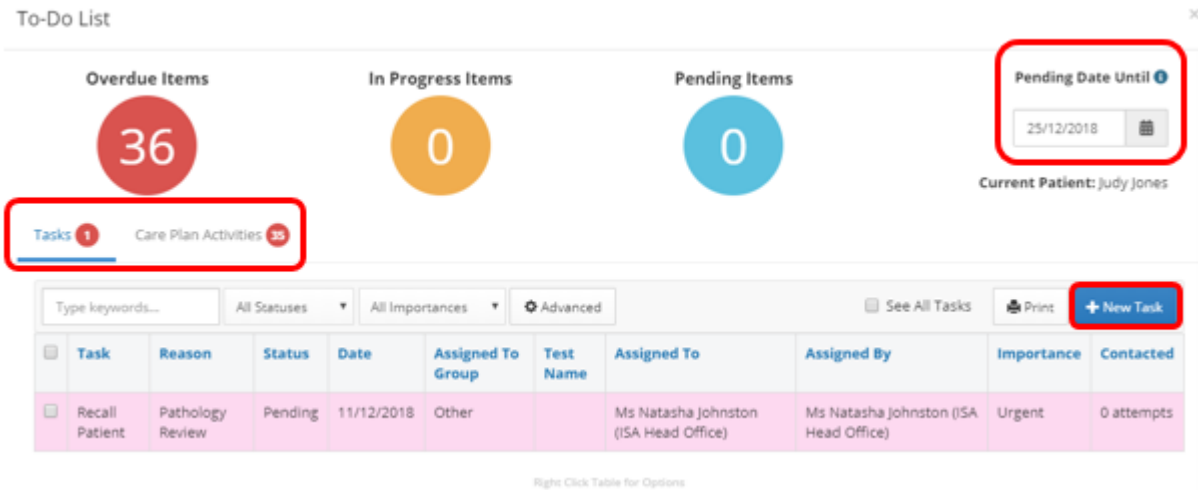 To-Do List
×
Overdue Items
In Progress Items
Pending Items
Pending Date Until
36
0
0
25/12/2018
Current Patient: Judy Jones
Tasks 1
Care Plan Activities 35
Type keywords...
All Statuses
All Importances
Advanced
See All Tasks
Print
+ New Task
Task
Reason
Status
Date
Assigned To
Group
Test
Name
Assigned To
Assigned By
Importance
Contacted
Recall
Patient
Pathology
Review
Pending
11/12/2018
Other
Ms Natasha Johnston
(ISA Head Office)
Ms Natasha Johnston (ISA
Head Office)
Urgent
0 attempts
Right Click Table for Options